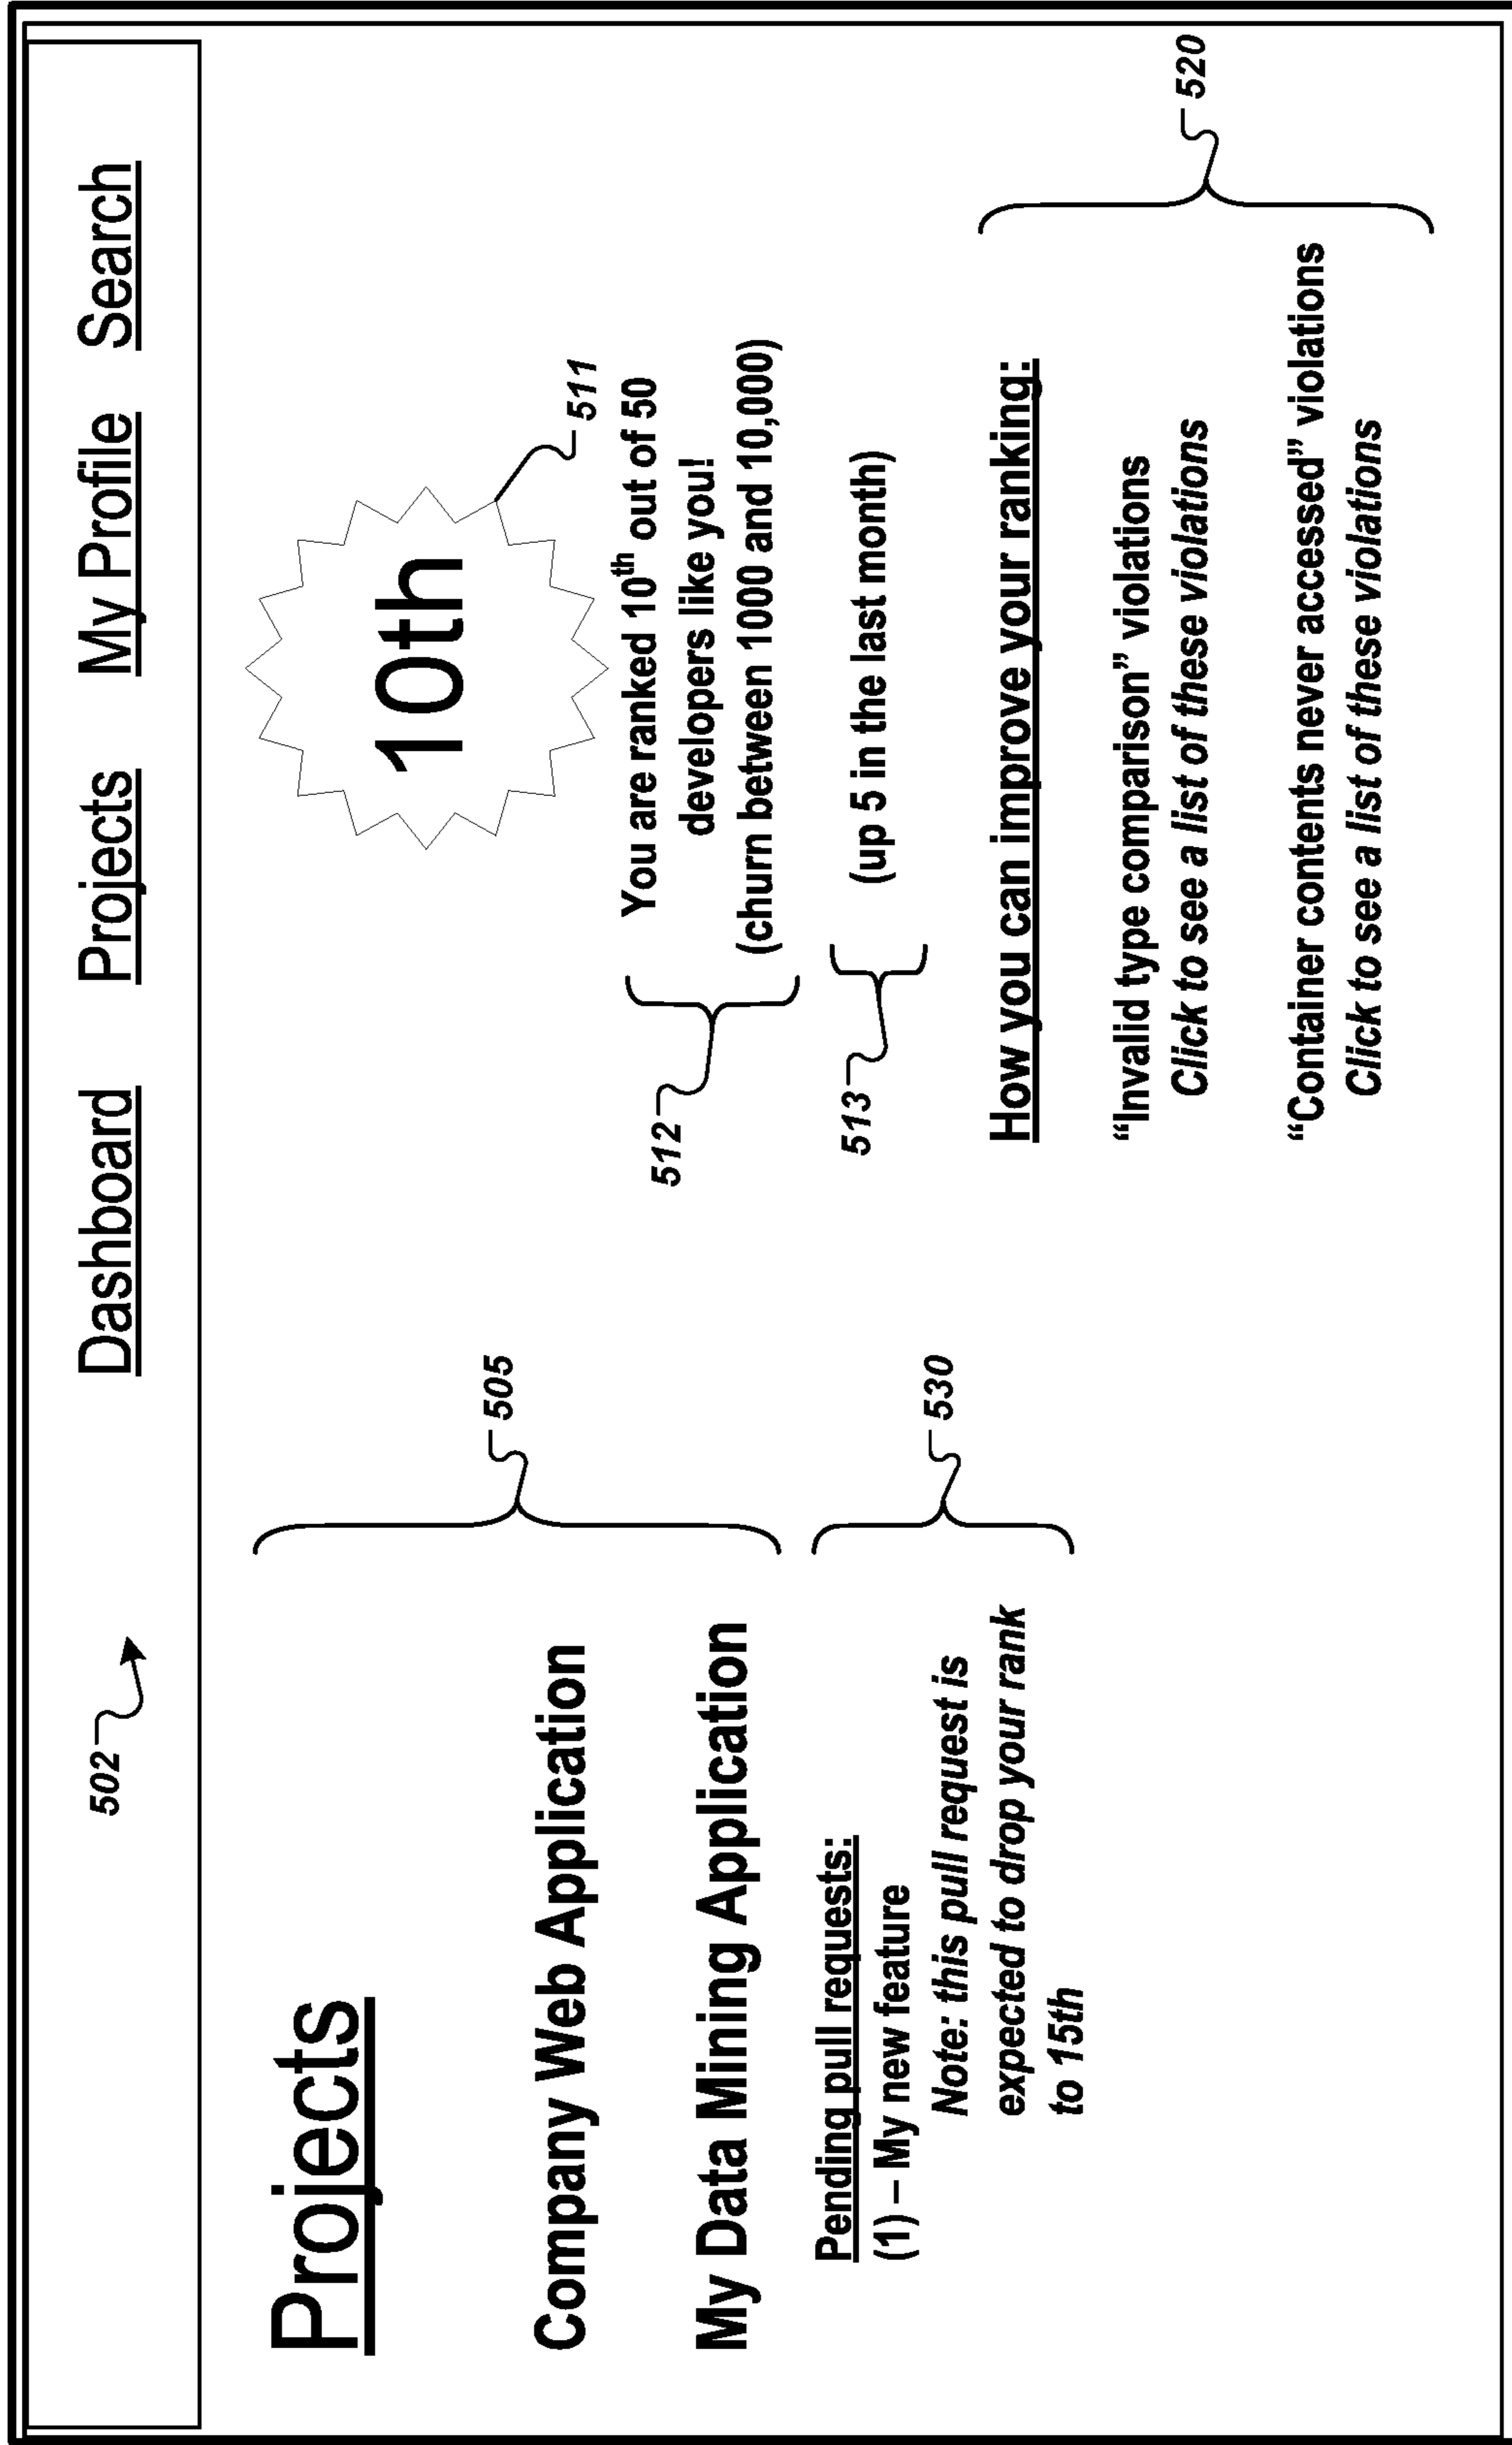 502
Dashboard Projects My Profile Search
Projects
Company Web Application
My Data Mining Application
505
Pending pull requests:
(1) – My new feature
Note: this pull request is
expected to drop your rank
to 15th
530
10th
511
You are ranked 10th out of 50
developers like you!
(churn between 1000 and 10,000)
512
(up 5 in the last month)
513
How you can improve your ranking:
“Invalid type comparison” violations
Click to see a list of these violations
“Container contents never accessed” violations
Click to see a list of these violations
520